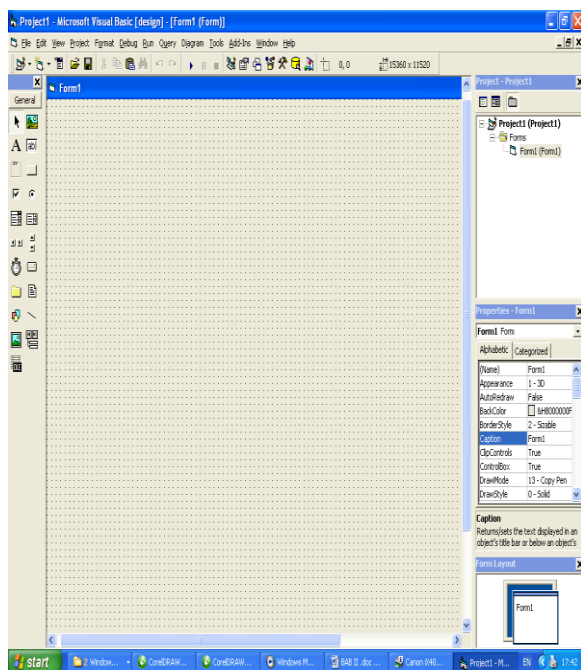 Project1 - Microsoft Visual Basic [design] - [Form1 (Form)]
File Edit View Project Format Debug Run Query Diagram Tools Add-Ins Window Help
0, 0 15360 x 11520
General
Form1
Project - Project1
Project1 (Project1)
Forms
Form1 (Form1)
Properties - Form1
Form1 Form
Alphabetic Categorized
(Name) Form1
Appearance 1 - 3D
AutoRedraw False
BackColor &H8000000F
BorderStyle 2 - Sizable
Caption Form1
ClipControls True
ControlBox True
DrawMode 13 - Copy Pen
DrawStyle 0 - Solid
Caption
Returns/sets the text displayed in an
object's title bar or below an object's
Form Layout
Form1
start 2 Window... CorelDRAW... CorelDRAW... Windows M... BAB II .doc ... Canon iX40... Project1 - M... EN 17:42